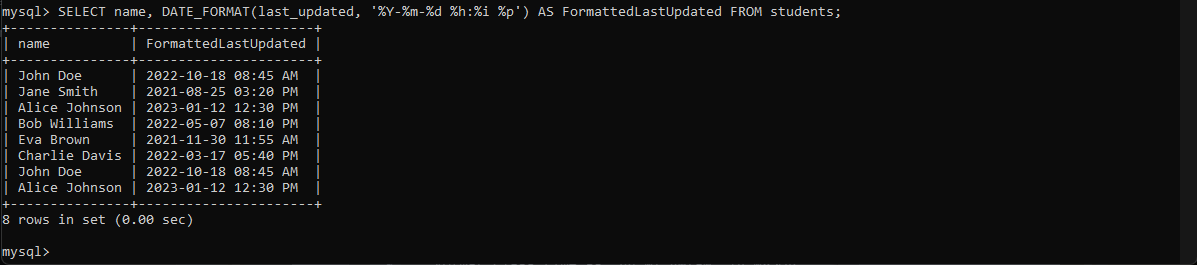 mysql> SELECT name, DATE_FORMAT(last_updated, '%Y-%m-%d %h:%i %p') AS FormattedLastUpdated FROM students;
+---------------+----------------------+
| name          | FormattedLastUpdated |
+---------------+----------------------+
| John Doe      | 2022-10-18 08:45 AM  |
| Jane Smith    | 2021-08-25 03:20 PM  |
| Alice Johnson | 2023-01-12 12:30 PM  |
| Bob Williams  | 2022-05-07 08:10 PM  |
| Eva Brown     | 2021-11-30 11:55 AM  |
| Charlie Davis | 2022-03-17 05:40 PM  |
| John Doe      | 2022-10-18 08:45 AM  |
| Alice Johnson | 2023-01-12 12:30 PM  |
+---------------+----------------------+
8 rows in set (0.00 sec)
mysql>